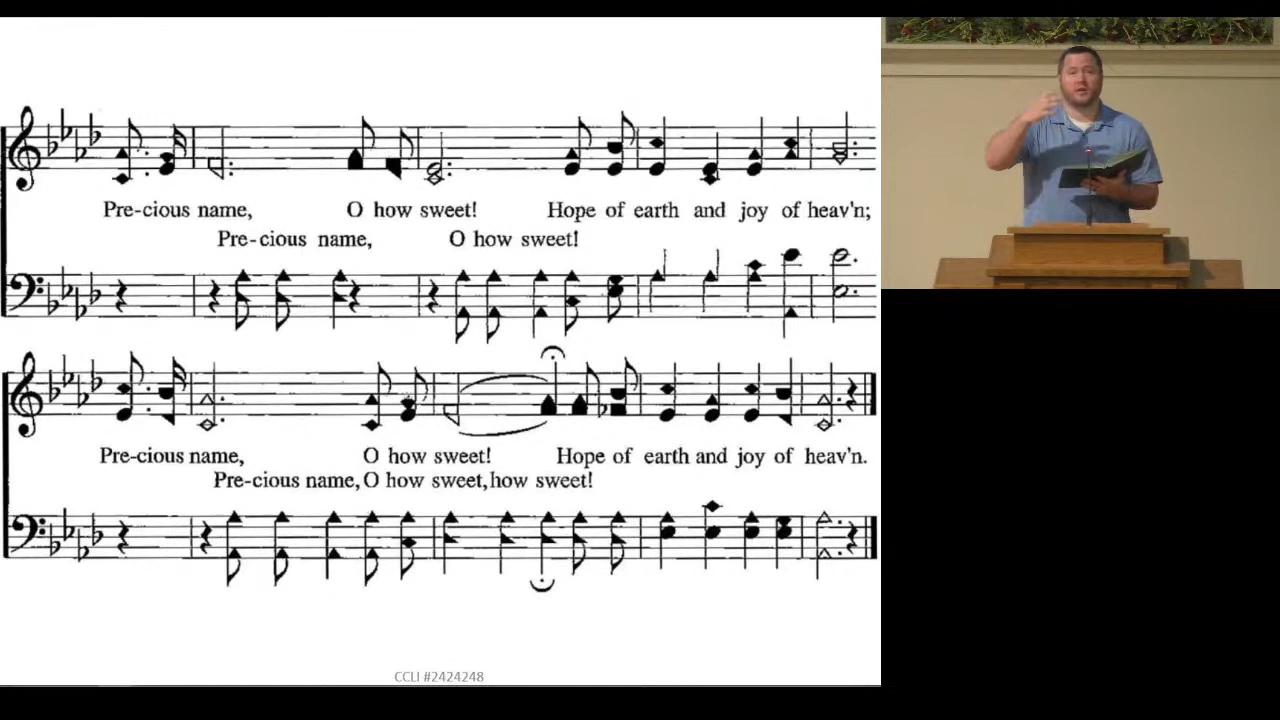 Pre-cious name, O how sweet! Hope of earth and joy of heav'n;
Pre-cious name, O how sweet!
Pre-cious name, O how sweet! Hope of earth and joy of heav'n.
Pre-cious name, O how sweet, how sweet!
CCLI #2424248